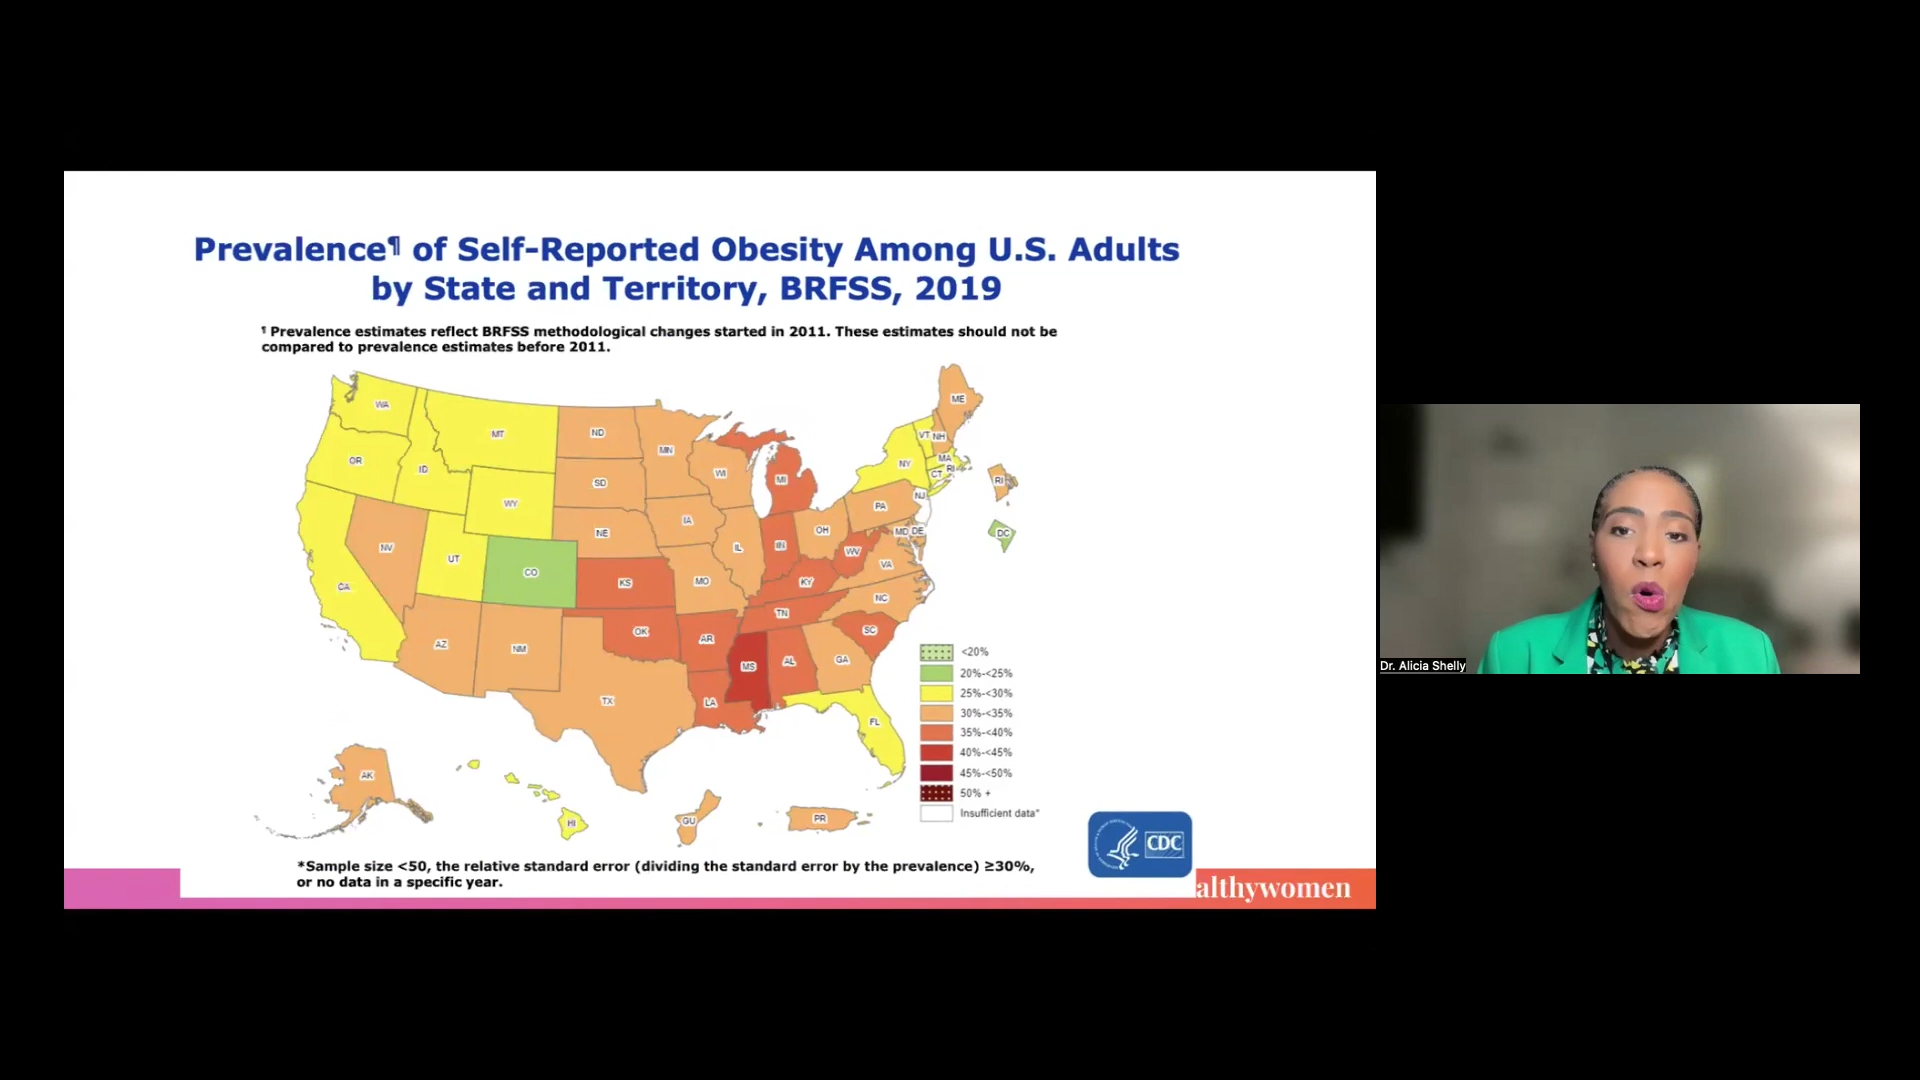 Prevalence¶ of Self-Reported Obesity Among U.S. Adults
by State and Territory, BRFSS, 2019
¶ Prevalence estimates reflect BRFSS methodological changes started in 2011. These estimates should not be
compared to prevalence estimates before 2011.
WA
MT
ND
MN
ME
VT
NH
OR
ID
SD
WI
MI
NY
MA
CT
RI
RI
WY
NE
IA
PA
NJ
NV
UT
CO
IL
IN
OH
MD
DE
DC
CA
KS
MO
KY
WV
VA
AZ
NM
OK
AR
TN
NC
SC
TX
LA
MS
AL
GA
FL
AK
HI
GU
PR
<20%
20%-<25%
25%-<30%
30%-<35%
35%-<40%
40%-<45%
45%-<50%
50% +
Insufficient data*
CDC
*Sample size <50, the relative standard error (dividing the standard error by the prevalence) ≥30%,
or no data in a specific year.
althywomen
Dr. Alicia Shelly